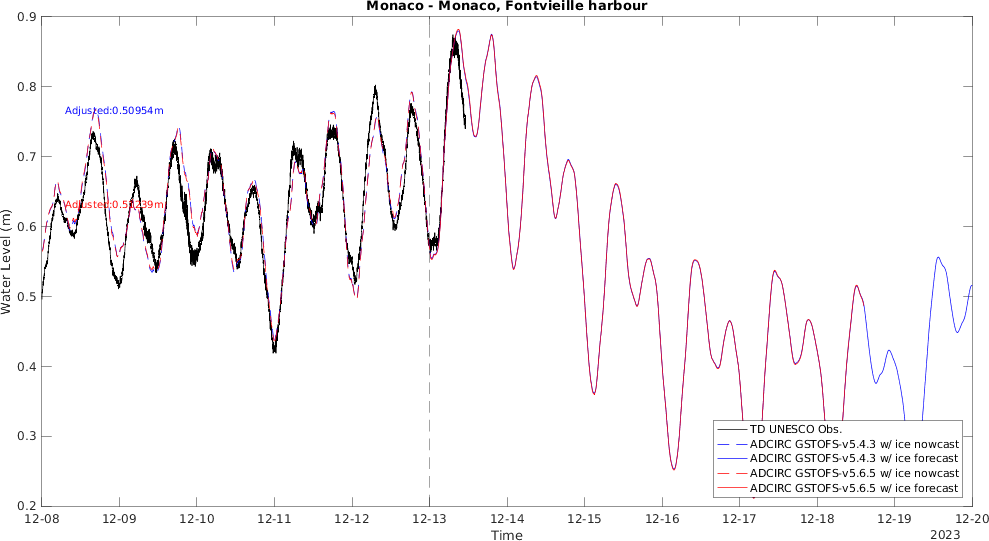 Monaco - Monaco, Fontvieille harbour
0.9
0.8
0.7
0.6
0.5
0.4
0.3
0.2
Water Level (m)
Adjusted:0.50954m
TD UNESCO Obs.
ADCIRC GSTOFS-v5.4.3 w/ ice nowcast
ADCIRC GSTOFS-v5.4.3 w/ ice forecast
ADCIRC GSTOFS-v5.6.5 w/ ice nowcast
ADCIRC GSTOFS-v5.6.5 w/ ice forecast
12-08 12-09 12-10 12-11 12-12 12-13 12-14 12-15 12-16 12-17 12-18 12-19 12-20
Time
2023